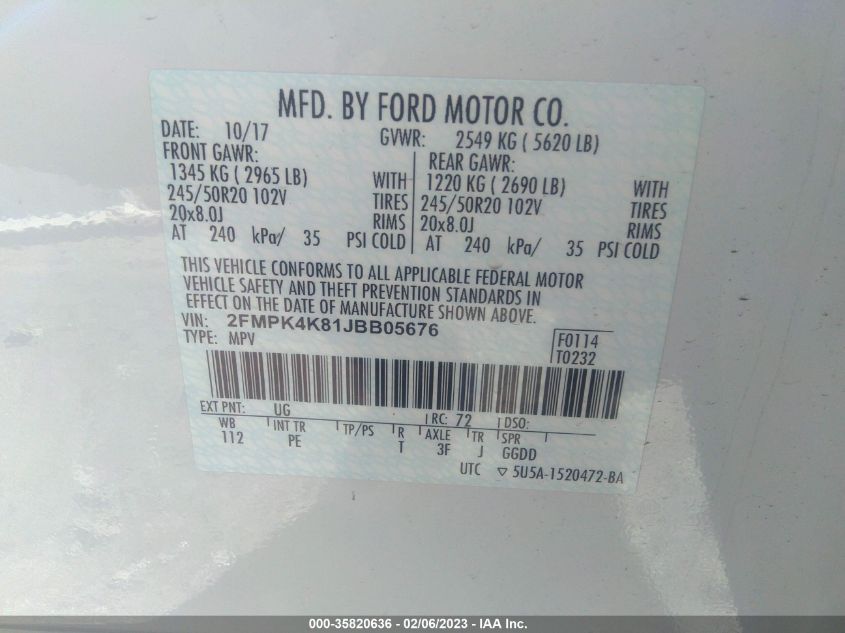 MFD. BY FORD MOTOR CO.
DATE: 10/17 GVWR: 2549 KG ( 5620 LB)
FRONT GAWR: REAR GAWR:
1345 KG ( 2965 LB) WITH 1220 KG ( 2690 LB) WITH
245/50R20 102V TIRES 245/50R20 102V TIRES
20x8.0J RIMS 20x8.0J RIMS
AT 240 kPa/ 35 PSI COLD AT 240 kPa/ 35 PSI COLD
THIS VEHICLE CONFORMS TO ALL APPLICABLE FEDERAL MOTOR
VEHICLE SAFETY AND THEFT PREVENTION STANDARDS IN
EFFECT ON THE DATE OF MANUFACTURE SHOWN ABOVE.
VIN: 2FMPK4K81JBB05676 F0114
TYPE: MPV T0232
EXT PNT: UG RC: 72 DSO:
WB INT TR TP/PS R AXLE TR SPR
112 PE T 3F J GGDD
UTC ▽ 5U5A-1520472-BA
000-35820636 - 02/06/2023 - IAA Inc.